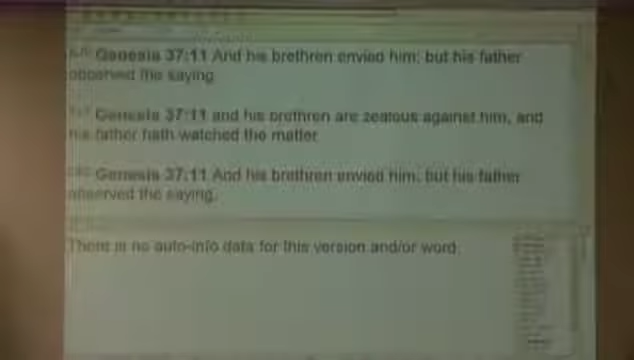 Genesis 37:11 And his brethren envied him; but his father
observed the saying.
Genesis 37:11 and his brethren are zealous against him, and
his father hath watched the matter
Genesis 37:11 And his brethren envied him; but his father
observed the saying.
There is no auto-info data for this version and/or word.